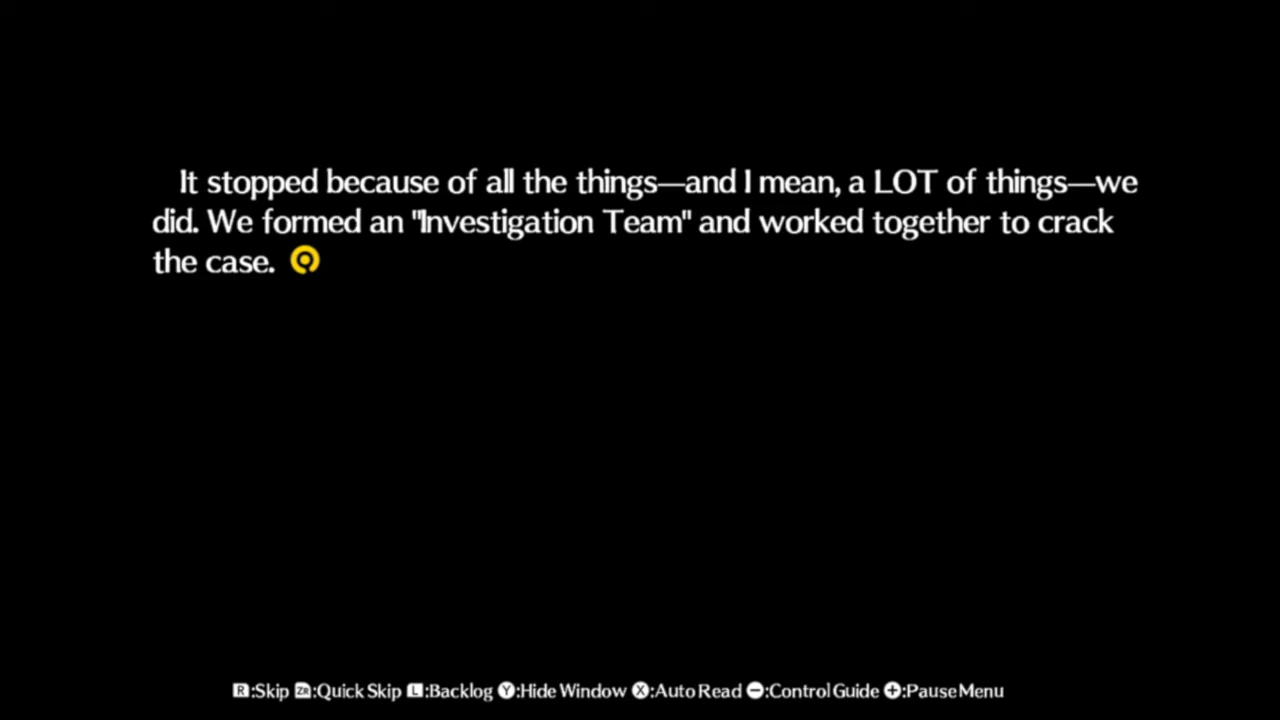 It stopped because of all the things—and I mean, a LOT of things—we
did. We formed an "Investigation Team" and worked together to crack
the case.
R:Skip ZR:Quick Skip L:Backlog Y:Hide Window X:Auto Read -:Control Guide +:Pause Menu